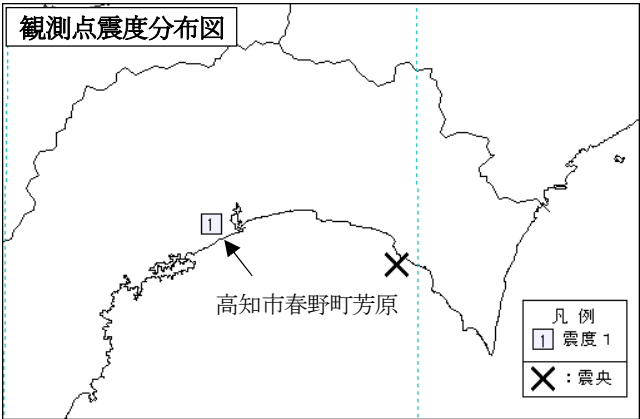 観測点震度分布図
1
高知市春野町芳原
凡 例
1 震度１
：震央